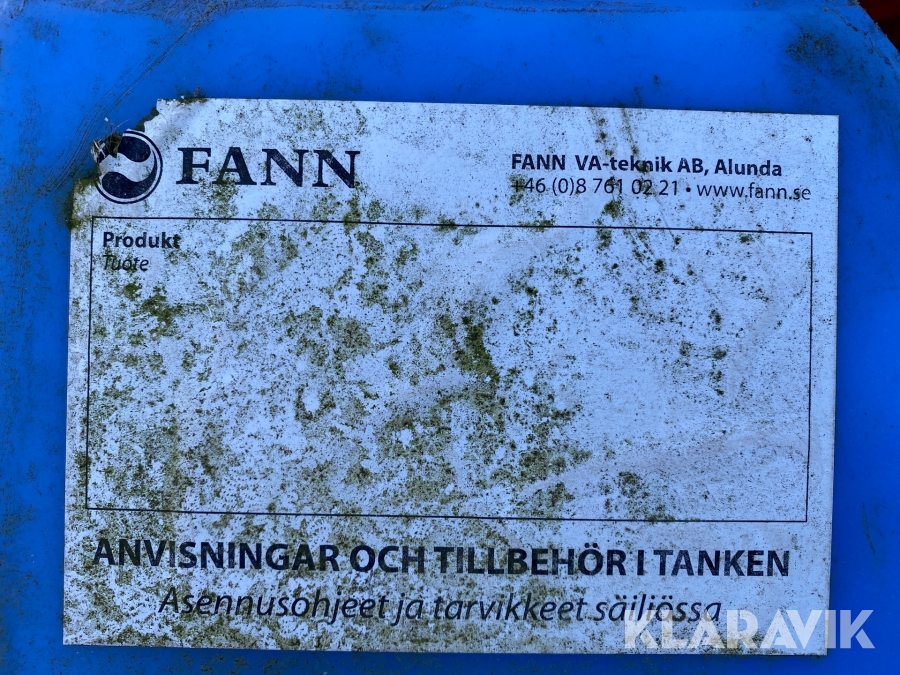 FANN
FANN VA-teknik AB, Alunda
+46 (0)8 761 02 21 • www.fann.se
Produkt
Tuote
ANVISNINGAR OCH TILLBEHÖR I TANKEN
Asennusohjeet ja tarvikkeet säiliössa
KLARAVIK